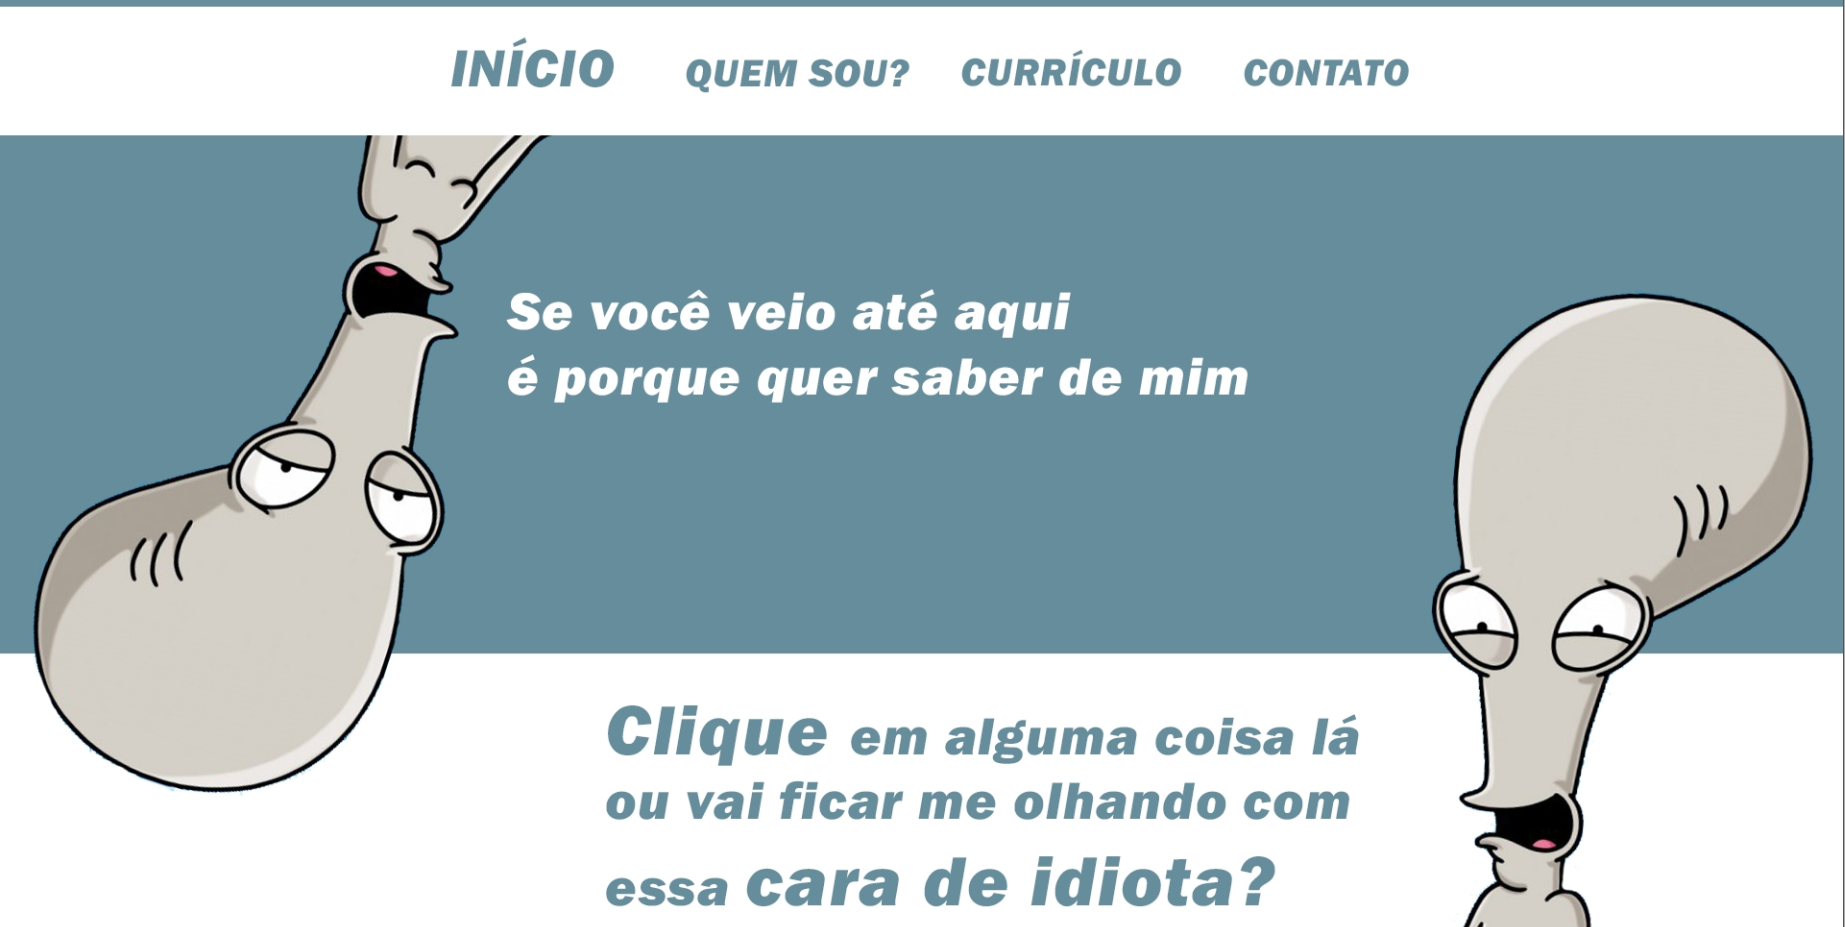 INÍCIO QUEM SOU? CURRÍCULO CONTATO
Se você veio até aqui
é porque quer saber de mim
Clique em alguma coisa lá
ou vai ficar me olhando com
essa cara de idiota?